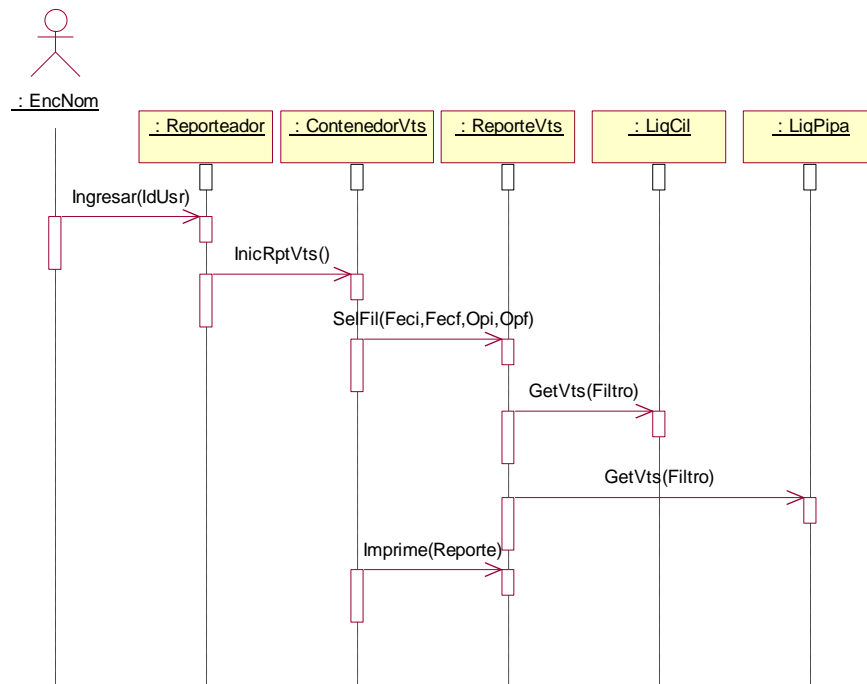 : EncNom
: Reporteador
: ContenedorVts
: ReporteVts
: LiqCil
: LiqPipa
Ingresar(IdUsr)
InicRptVts()
SelFil(Feci,Fecf,Opi,Opf)
GetVts(Filtro)
GetVts(Filtro)
Imprime(Reporte)